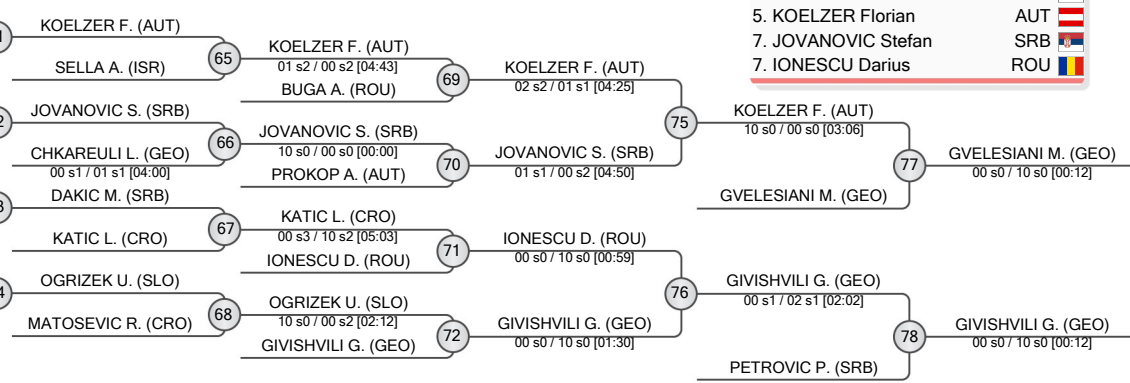 5. KOELZER Florian AUT
7. JOVANOVIC Stefan SRB
7. IONESCU Darius ROU
KOELZER F. (AUT)
SELLA A. (ISR)
JOVANOVIC S. (SRB)
CHKAREULI L. (GEO)
00 s1 / 01 s1 [04:00]
DAKIC M. (SRB)
KATIC L. (CRO)
OGRIZEK U. (SLO)
MATOSEVIC R. (CRO)
65
66
67
68
KOELZER F. (AUT)
01 s2 / 00 s2 [04:43]
BUGA A. (ROU)
JOVANOVIC S. (SRB)
10 s0 / 00 s0 [00:00]
PROKOP A. (AUT)
KATIC L. (CRO)
00 s3 / 10 s2 [05:03]
IONESCU D. (ROU)
OGRIZEK U. (SLO)
10 s0 / 00 s2 [02:12]
GIVISHVILI G. (GEO)
69
70
71
72
KOELZER F. (AUT)
02 s2 / 01 s1 [04:25]
JOVANOVIC S. (SRB)
01 s1 / 00 s2 [04:50]
IONESCU D. (ROU)
00 s0 / 10 s0 [00:59]
GIVISHVILI G. (GEO)
00 s0 / 10 s0 [01:30]
75
76
KOELZER F. (AUT)
10 s0 / 00 s0 [03:06]
GVELESIANI M. (GEO)
GIVISHVILI G. (GEO)
00 s1 / 02 s1 [02:02]
PETROVIC P. (SRB)
77
78
GVELESIANI M. (GEO)
00 s0 / 10 s0 [00:12]
GIVISHVILI G. (GEO)
00 s0 / 10 s0 [00:12]